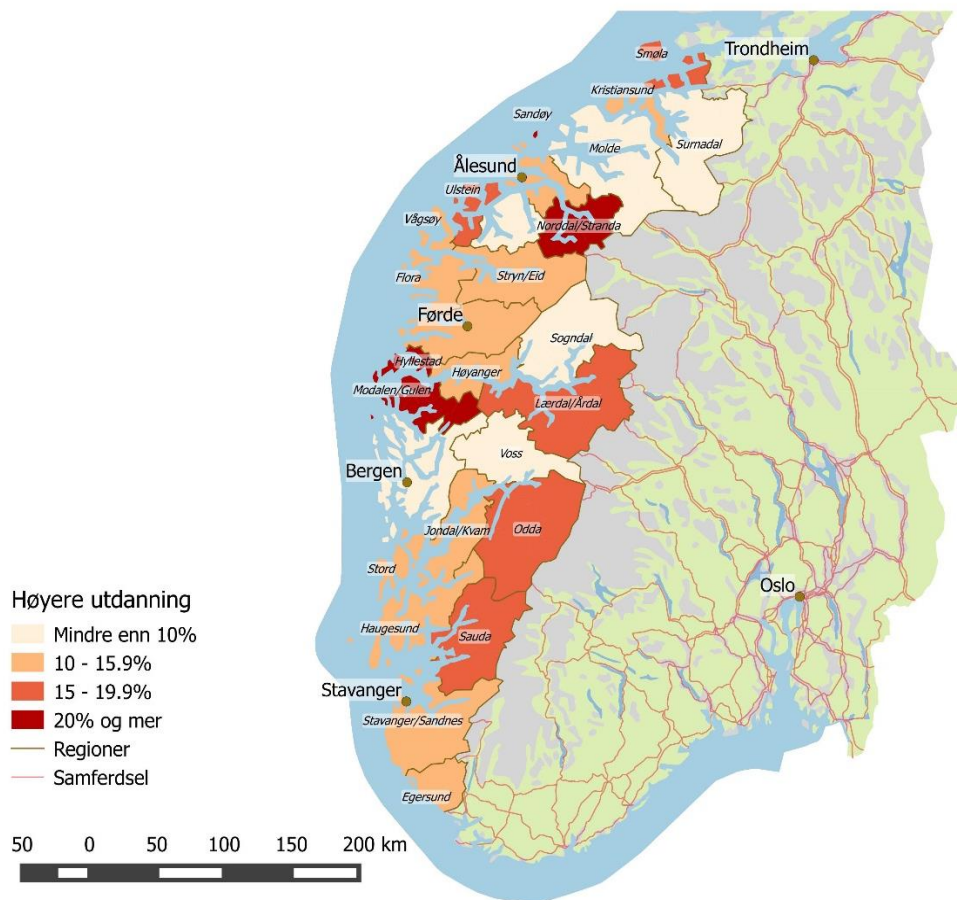 Trondheim
Smøla
Kristiansund
Sandøy
Molde
Surnadal
Ålesund
Ulstein
Vågsøy
Norddal/Stranda
Flora
Stryn/Eid
Førde
Sogndal
Hyllestad
Høyanger
Modalen/Gulen
Lærdal/Årdal
Voss
Bergen
Jondal/Kvam
Odda
Stord
Oslo
Haugesund
Sauda
Stavanger
Stavanger/Sandnes
Egersund
Høyere utdanning
Mindre enn 10%
10 - 15.9%
15 - 19.9%
20% og mer
Regioner
Samferdsel
50 0 50 100 150 200 km